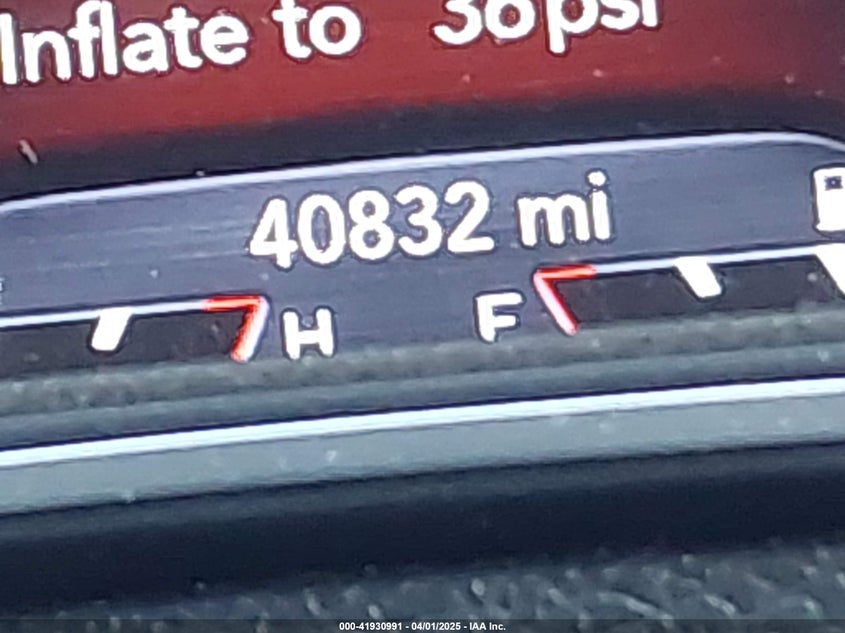 Inflate to 36psi
40832 mi
H F
000-41930991 - 04/01/2025 - IAA Inc.